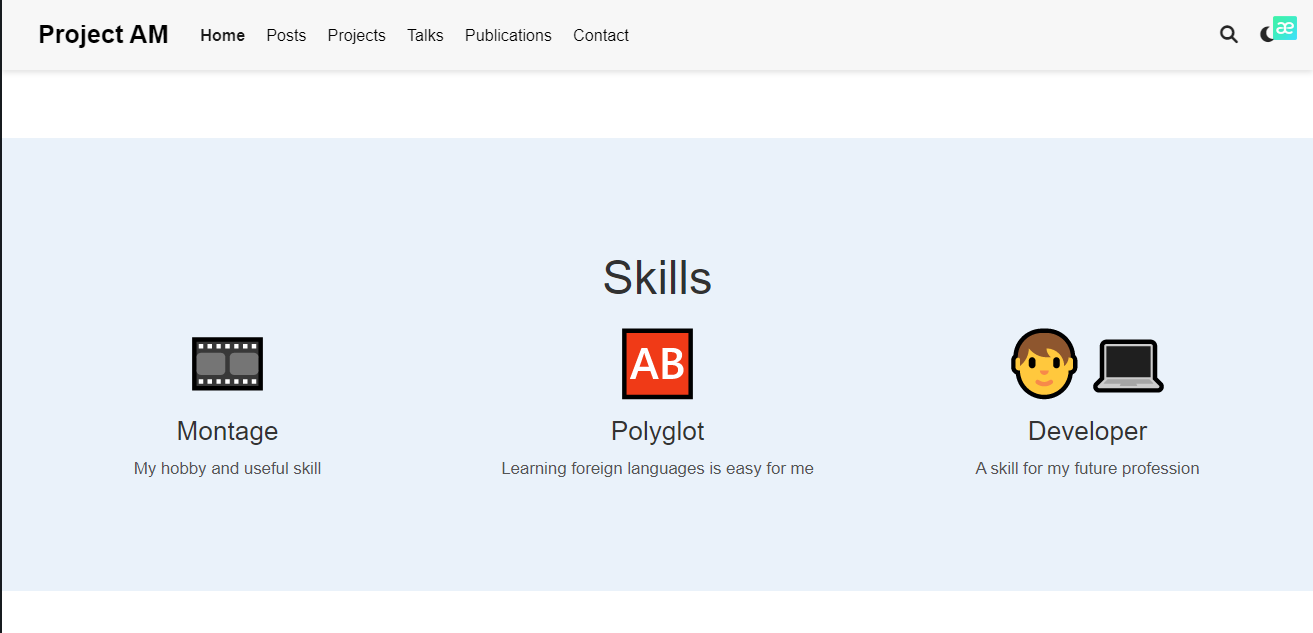 Project AM Home Posts Projects Talks Publications Contact æ
Skills
AB
Montage Polyglot Developer
My hobby and useful skill Learning foreign languages is easy for me A skill for my future profession